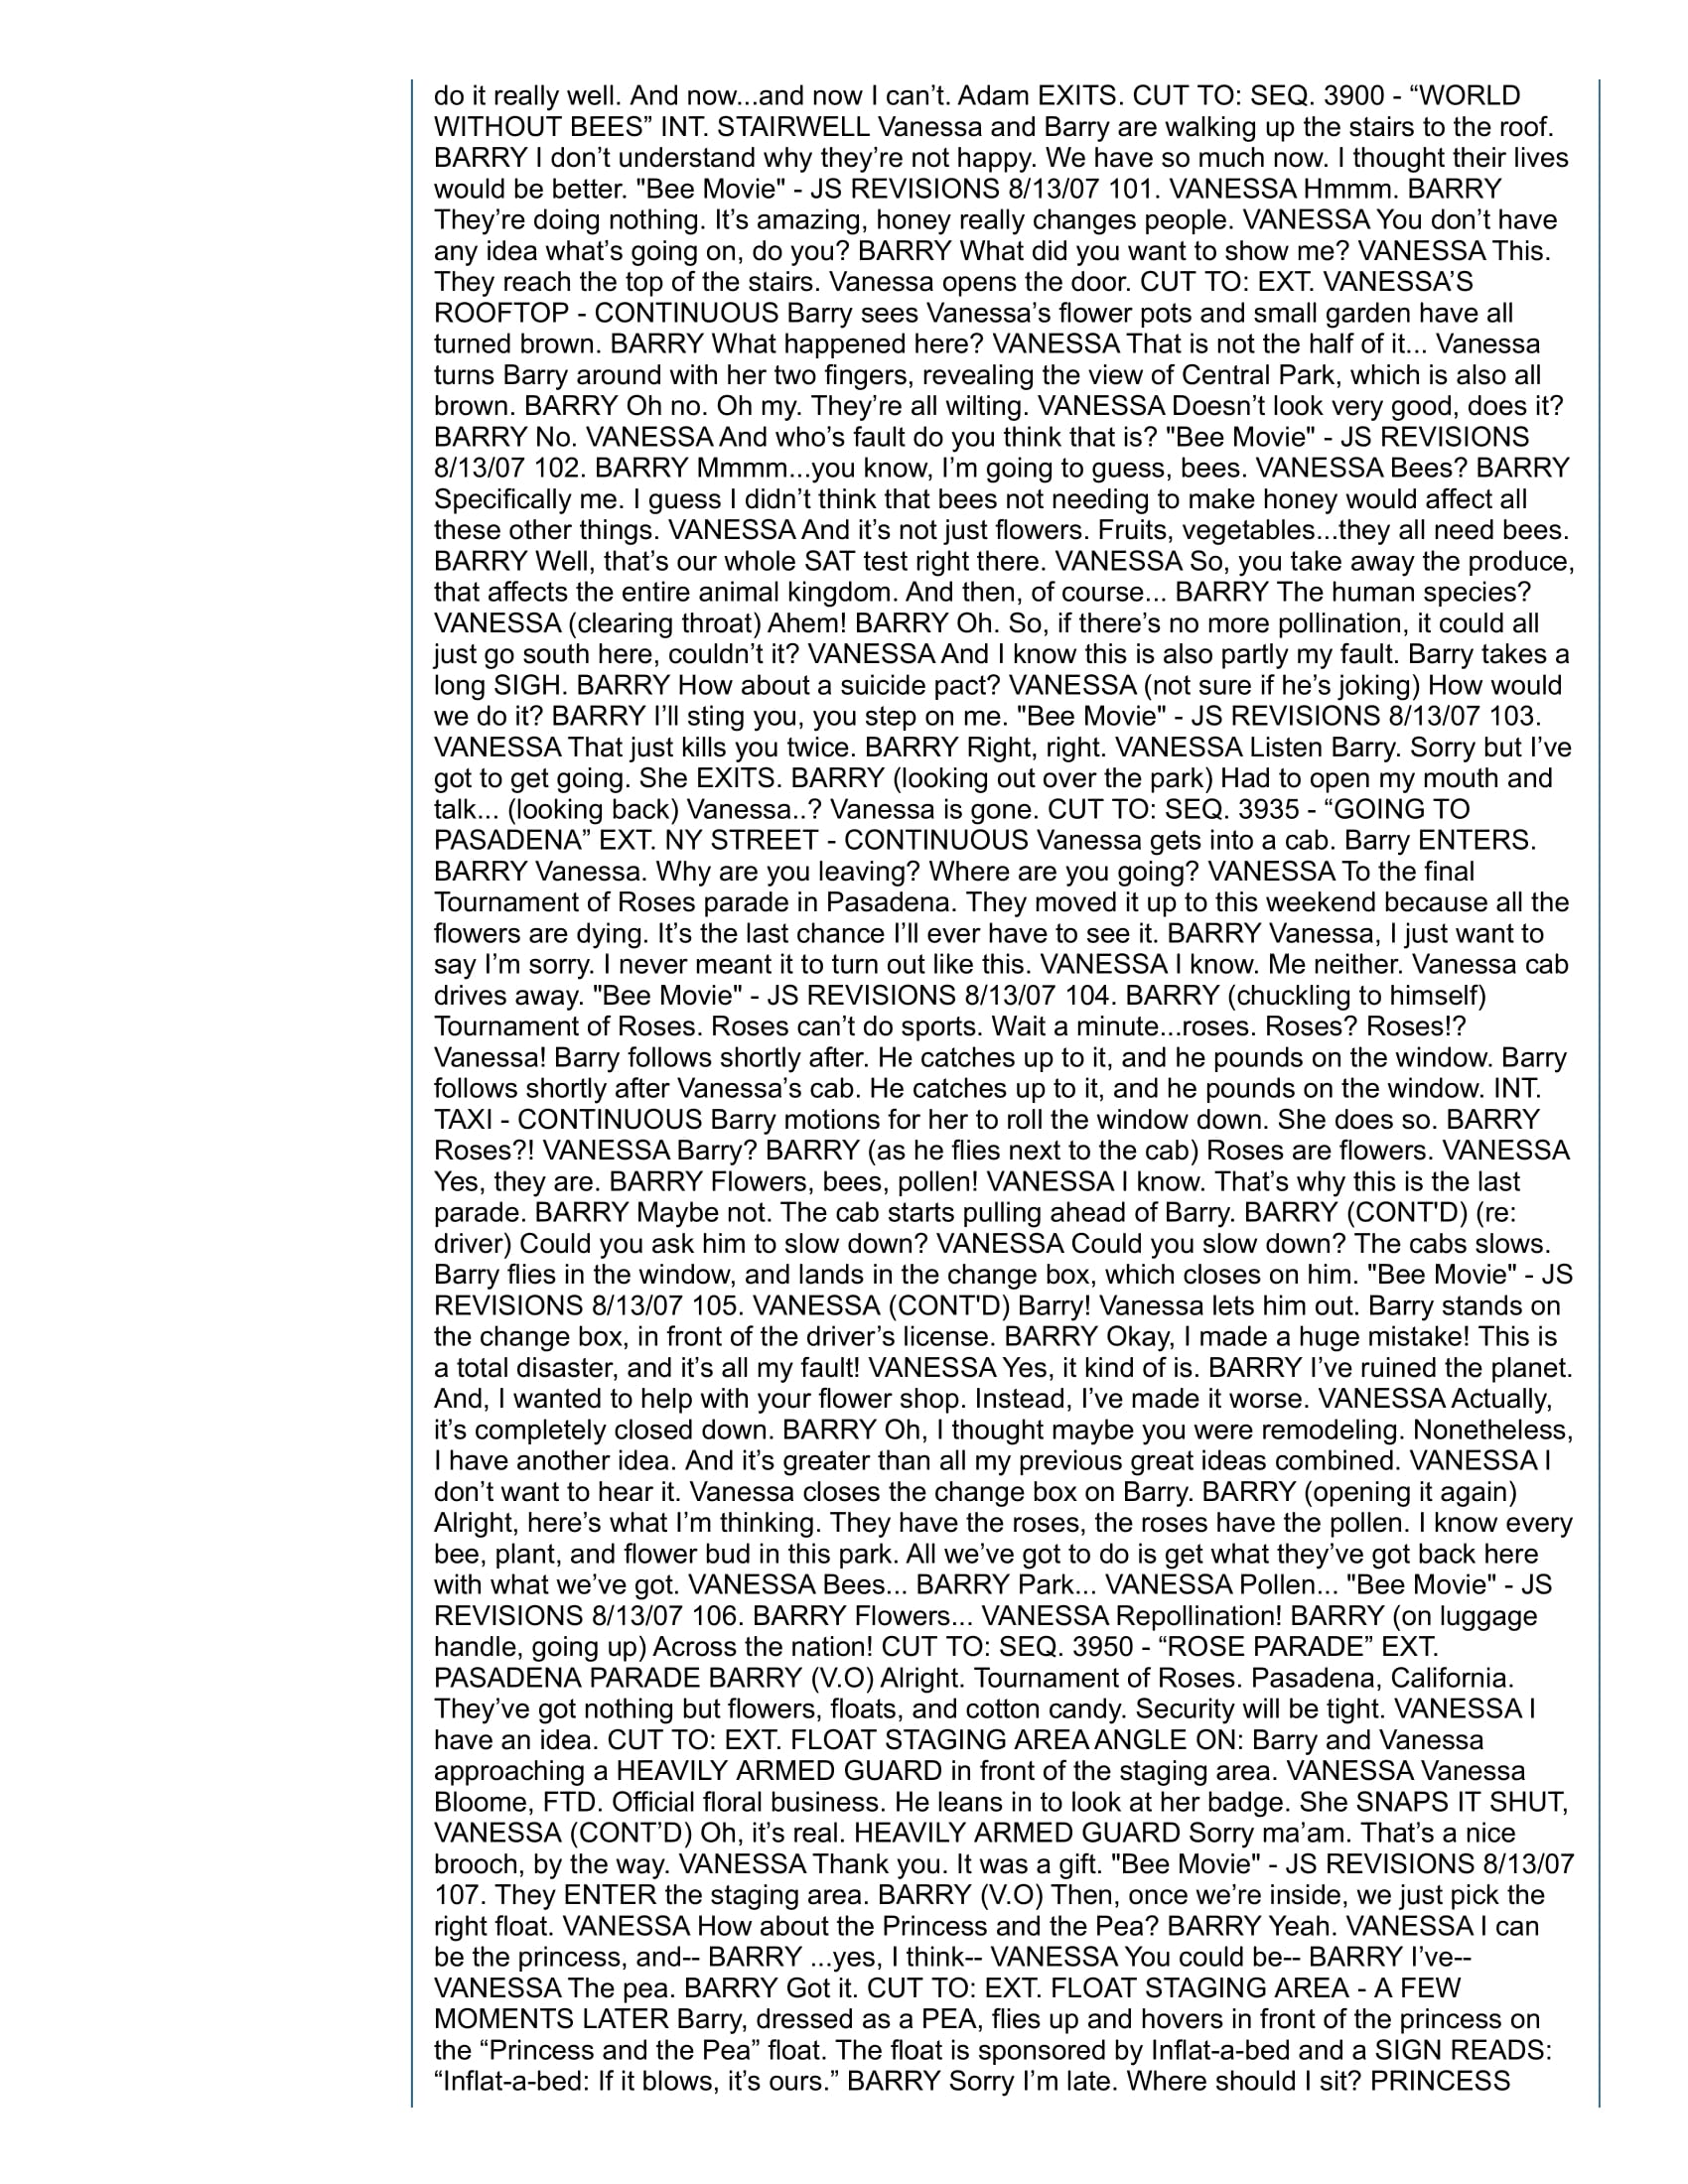 do it really well. And now...and now I can’t. Adam EXITS. CUT TO: SEQ. 3900 - “WORLD
WITHOUT BEES” INT. STAIRWELL Vanessa and Barry are walking up the stairs to the roof.
BARRY I don’t understand why they’re not happy. We have so much now. I thought their lives
would be better. "Bee Movie" - JS REVISIONS 8/13/07 101. VANESSA Hmmm. BARRY
They’re doing nothing. It’s amazing, honey really changes people. VANESSA You don’t have
any idea what’s going on, do you? BARRY What did you want to show me? VANESSA This.
They reach the top of the stairs. Vanessa opens the door. CUT TO: EXT. VANESSA’S
ROOFTOP - CONTINUOUS Barry sees Vanessa’s flower pots and small garden have all
turned brown. BARRY What happened here? VANESSA That is not the half of it... Vanessa
turns Barry around with her two fingers, revealing the view of Central Park, which is also all
brown. BARRY Oh no. Oh my. They’re all wilting. VANESSA Doesn’t look very good, does it?
BARRY No. VANESSA And who’s fault do you think that is? "Bee Movie" - JS REVISIONS
8/13/07 102. BARRY Mmmm...you know, I’m going to guess, bees. VANESSA Bees? BARRY
Specifically me. I guess I didn’t think that bees not needing to make honey would affect all
these other things. VANESSA And it’s not just flowers. Fruits, vegetables...they all need bees.
BARRY Well, that’s our whole SAT test right there. VANESSA So, you take away the produce,
that affects the entire animal kingdom. And then, of course... BARRY The human species?
VANESSA (clearing throat) Ahem! BARRY Oh. So, if there’s no more pollination, it could all
just go south here, couldn’t it? VANESSA And I know this is also partly my fault. Barry takes a
long SIGH. BARRY How about a suicide pact? VANESSA (not sure if he’s joking) How would
we do it? BARRY I’ll sting you, you step on me. "Bee Movie" - JS REVISIONS 8/13/07 103.
VANESSA That just kills you twice. BARRY Right, right. VANESSA Listen Barry. Sorry but I’ve
got to get going. She EXITS. BARRY (looking out over the park) Had to open my mouth and
talk... (looking back) Vanessa..? Vanessa is gone. CUT TO: SEQ. 3935 - “GOING TO
PASADENA” EXT. NY STREET - CONTINUOUS Vanessa gets into a cab. Barry ENTERS.
BARRY Vanessa. Why are you leaving? Where are you going? VANESSA To the final
Tournament of Roses parade in Pasadena. They moved it up to this weekend because all the
flowers are dying. It’s the last chance I’ll ever have to see it. BARRY Vanessa, I just want to
say I’m sorry. I never meant it to turn out like this. VANESSA I know. Me neither. Vanessa cab
drives away. "Bee Movie" - JS REVISIONS 8/13/07 104. BARRY (chuckling to himself)
Tournament of Roses. Roses can’t do sports. Wait a minute...roses. Roses? Roses!?
Vanessa! Barry follows shortly after. He catches up to it, and he pounds on the window. Barry
follows shortly after Vanessa’s cab. He catches up to it, and he pounds on the window. INT.
TAXI - CONTINUOUS Barry motions for her to roll the window down. She does so. BARRY
Roses?! VANESSA Barry? BARRY (as he flies next to the cab) Roses are flowers. VANESSA
Yes, they are. BARRY Flowers, bees, pollen! VANESSA I know. That’s why this is the last
parade. BARRY Maybe not. The cab starts pulling ahead of Barry. BARRY (CONT'D) (re:
driver) Could you ask him to slow down? VANESSA Could you slow down? The cabs slows.
Barry flies in the window, and lands in the change box, which closes on him. "Bee Movie" - JS
REVISIONS 8/13/07 105. VANESSA (CONT'D) Barry! Vanessa lets him out. Barry stands on
the change box, in front of the driver’s license. BARRY Okay, I made a huge mistake! This is
a total disaster, and it’s all my fault! VANESSA Yes, it kind of is. BARRY I’ve ruined the planet.
And, I wanted to help with your flower shop. Instead, I’ve made it worse. VANESSA Actually,
it’s completely closed down. BARRY Oh, I thought maybe you were remodeling. Nonetheless,
I have another idea. And it’s greater than all my previous great ideas combined. VANESSA I
don’t want to hear it. Vanessa closes the change box on Barry. BARRY (opening it again)
Alright, here’s what I’m thinking. They have the roses, the roses have the pollen. I know every
bee, plant, and flower bud in this park. All we’ve got to do is get what they’ve got back here
with what we’ve got. VANESSA Bees... BARRY Park... VANESSA Pollen... "Bee Movie" - JS
REVISIONS 8/13/07 106. BARRY Flowers... VANESSA Repollination! BARRY (on luggage
handle, going up) Across the nation! CUT TO: SEQ. 3950 - “ROSE PARADE” EXT.
PASADENA PARADE BARRY (V.O) Alright. Tournament of Roses. Pasadena, California.
They’ve got nothing but flowers, floats, and cotton candy. Security will be tight. VANESSA I
have an idea. CUT TO: EXT. FLOAT STAGING AREA ANGLE ON: Barry and Vanessa
approaching a HEAVILY ARMED GUARD in front of the staging area. VANESSA Vanessa
Bloome, FTD. Official floral business. He leans in to look at her badge. She SNAPS IT SHUT,
VANESSA (CONT’D) Oh, it’s real. HEAVILY ARMED GUARD Sorry ma’am. That’s a nice
brooch, by the way. VANESSA Thank you. It was a gift. "Bee Movie" - JS REVISIONS 8/13/07
107. They ENTER the staging area. BARRY (V.O) Then, once we’re inside, we just pick the
right float. VANESSA How about the Princess and the Pea? BARRY Yeah. VANESSA I can
be the princess, and-- BARRY ...yes, I think-- VANESSA You could be-- BARRY I’ve--
VANESSA The pea. BARRY Got it. CUT TO: EXT. FLOAT STAGING AREA - A FEW
MOMENTS LATER Barry, dressed as a PEA, flies up and hovers in front of the princess on
the “Princess and the Pea” float. The float is sponsored by Inflat-a-bed and a SIGN READS:
“Inflat-a-bed: If it blows, it’s ours.” BARRY Sorry I’m late. Where should I sit? PRINCESS